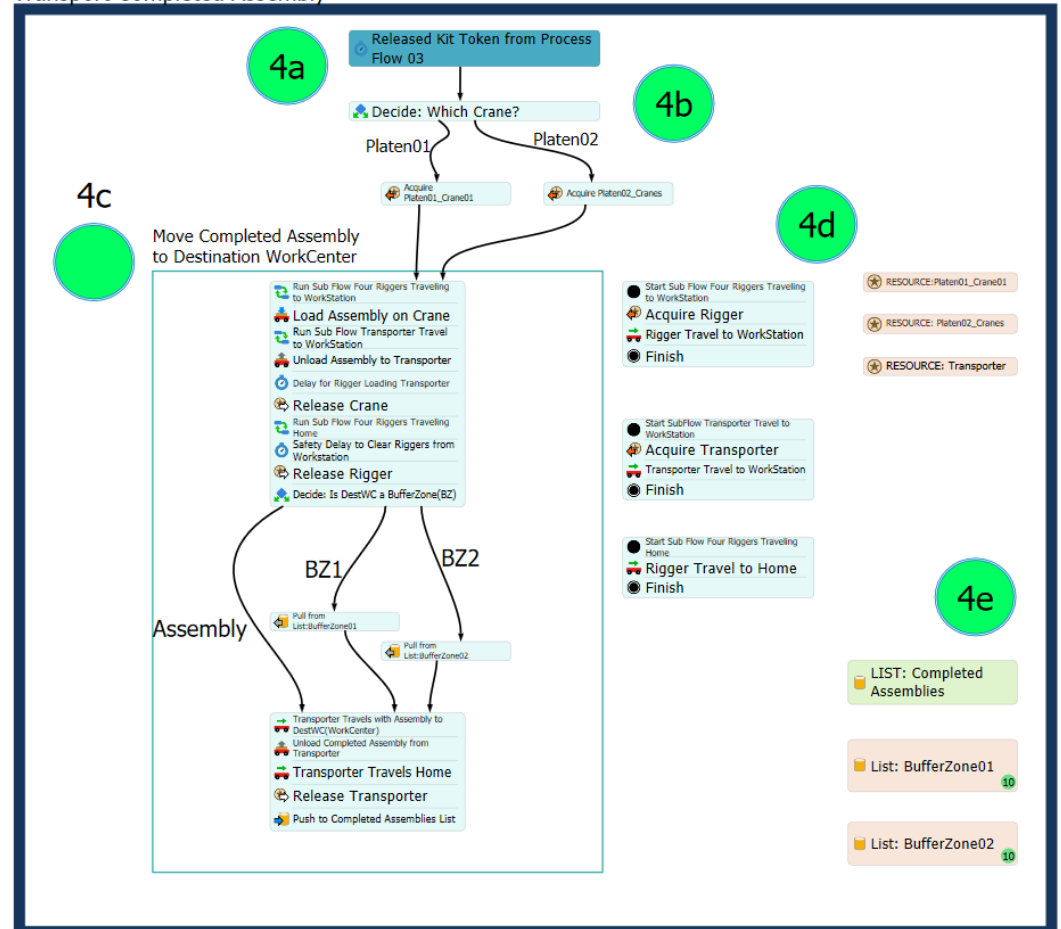 Transport Completed Assembly
4a
Released Kit Token from Process
Flow 03
4b
Decide: Which Crane?
Platen01
Platen02
Acquire
Platen01_Crane01
Acquire Platen02_Cranes
4c
4d
Move Completed Assembly
to Destination WorkCenter
Run Sub Flow Four Riggers Traveling
to WorkStation
Load Assembly on Crane
Run Sub Flow Transporter Travel
to WorkStation
Unload Assembly to Transporter
Delay for Rigger Loading Transporter
Release Crane
Run Sub Flow Four Riggers Traveling
Home
Safety Delay to Clear Riggers from
Workstation
Release Rigger
Decide: Is DestWC a BufferZone(BZ)
Start Sub Flow Four Riggers Traveling
to WorkStation
Acquire Rigger
Rigger Travel to WorkStation
Finish
RESOURCE:Platen01_Crane01
RESOURCE: Platen02_Cranes
RESOURCE: Transporter
Start SubFlow Transporter Travel to
WorkStation
Acquire Transporter
Transporter Travel to WorkStation
Finish
Start Sub Flow Four Riggers Traveling
Home
Rigger Travel to Home
Finish
BZ1
BZ2
Assembly
Pull from
List:BufferZone01
Pull from
List:BufferZone02
4e
Transporter Travels with Assembly to
DestWC(WorkCenter)
Unload Completed Assembly from
Transporter
Transporter Travels Home
Release Transporter
Push to Completed Assemblies List
LIST: Completed
Assemblies
List: BufferZone01
10
List: BufferZone02
10